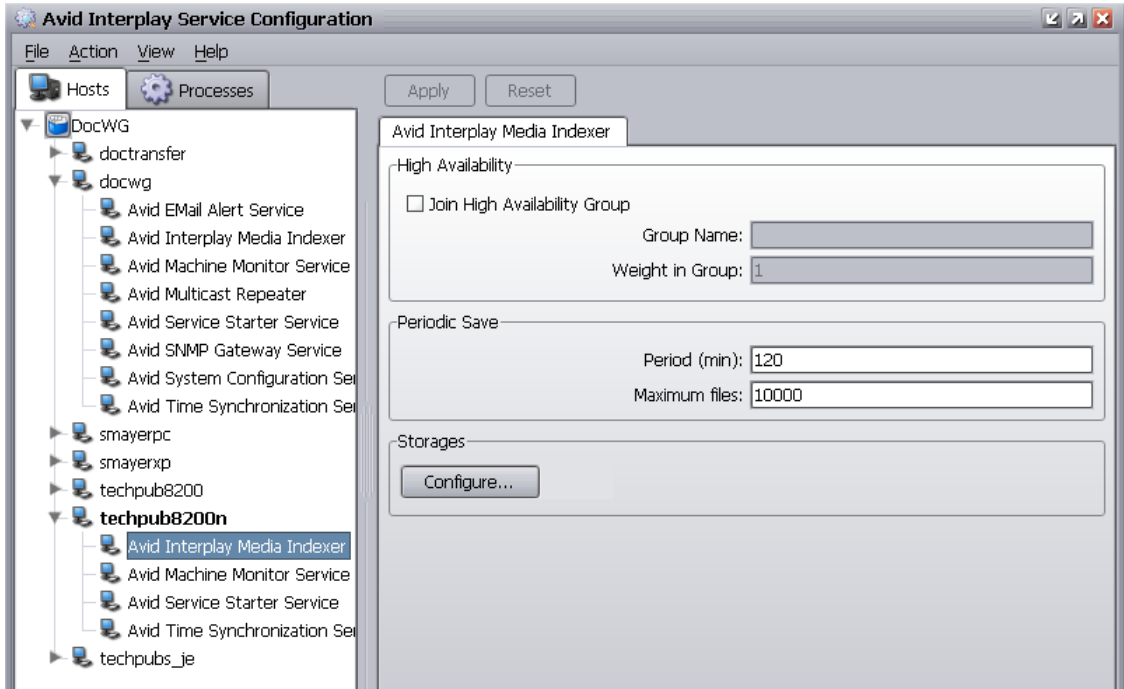 Avid Interplay Service Configuration
File Action View Help
Hosts Processes
DocWG
doctransfer
docwg
Avid EMail Alert Service
Avid Interplay Media Indexer
Avid Machine Monitor Service
Avid Multicast Repeater
Avid Service Starter Service
Avid SNMP Gateway Service
Avid System Configuration Ser
Avid Time Synchronization Ser
smayerpc
smayerxp
techpub8200
techpub8200n
Avid Interplay Media Indexer
Avid Machine Monitor Service
Avid Service Starter Service
Avid Time Synchronization Ser
techpubs_je
Apply Reset
Avid Interplay Media Indexer
High Availability
Join High Availability Group
Group Name:
Weight in Group: 1
Periodic Save
Period (min): 120
Maximum files: 10000
Storages
Configure...